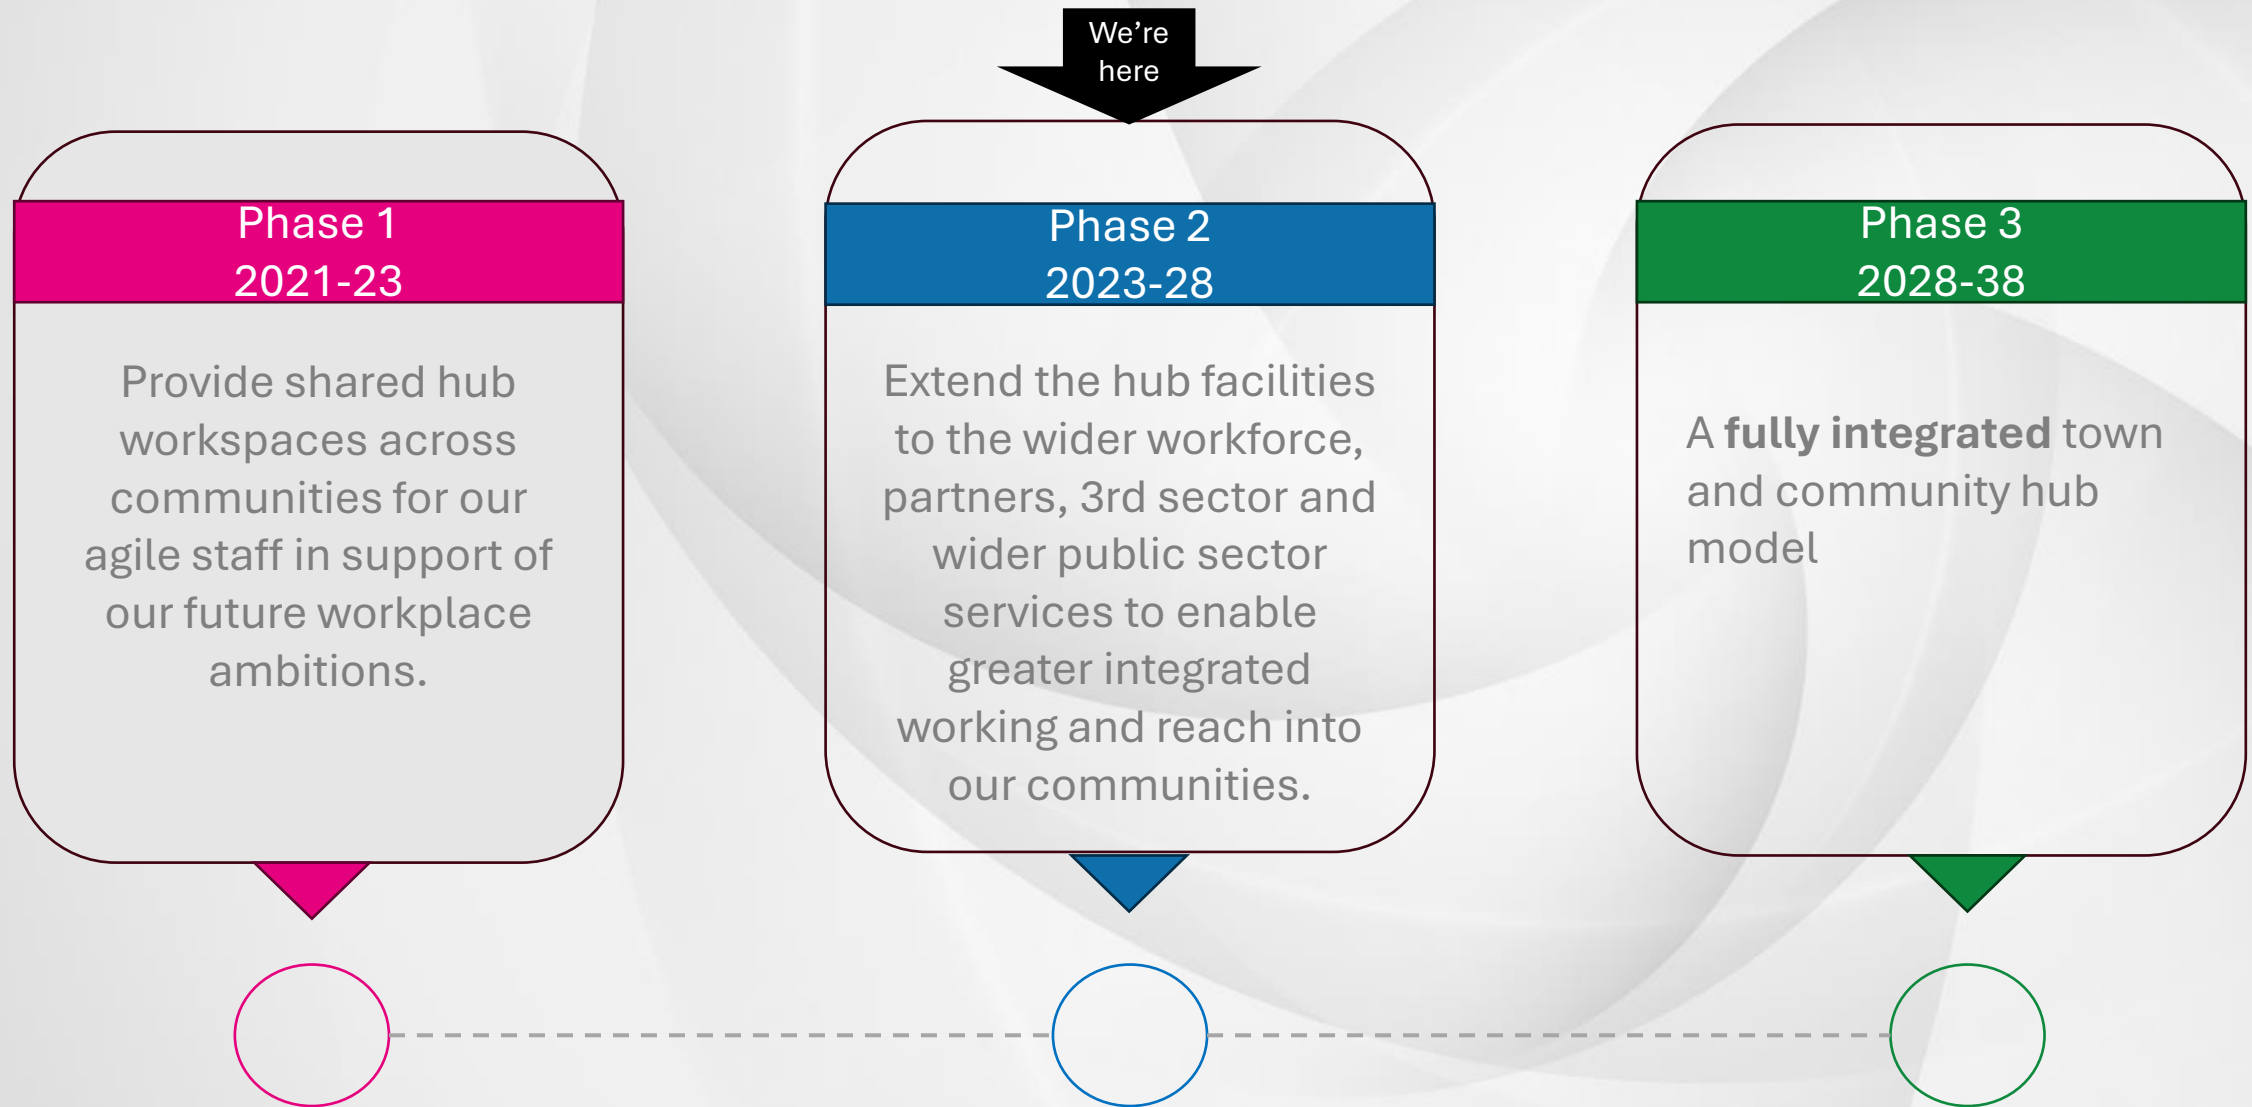 We're
here
Phase 1
2021-23
Provide shared hub
workspaces across
communities for our
agile staff in support of
our future workplace
ambitions.
Phase 2
2023-28
Extend the hub facilities
to the wider workforce,
partners, 3rd sector and
wider public sector
services to enable
greater integrated
working and reach into
our communities.
Phase 3
2028-38
A fully integrated town
and community hub
model